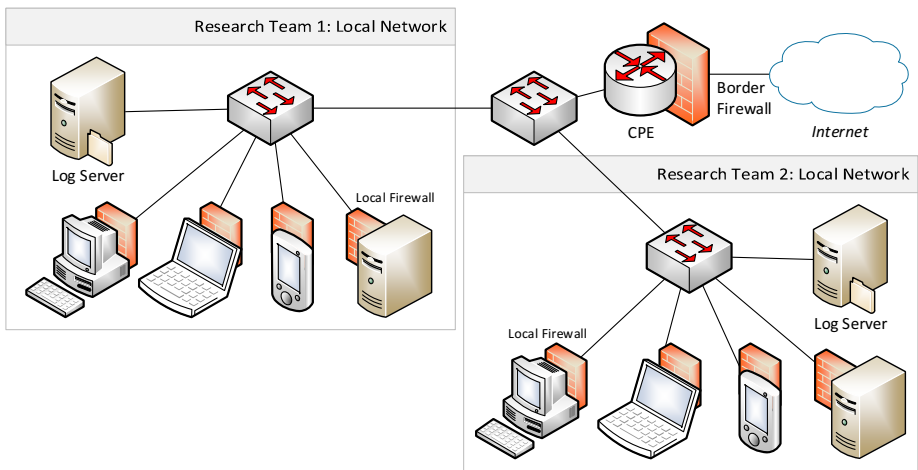 Research Team 1: Local Network
Log Server
Local Firewall
CPE
Border
Firewall
Internet
Research Team 2: Local Network
Log Server
Local Firewall